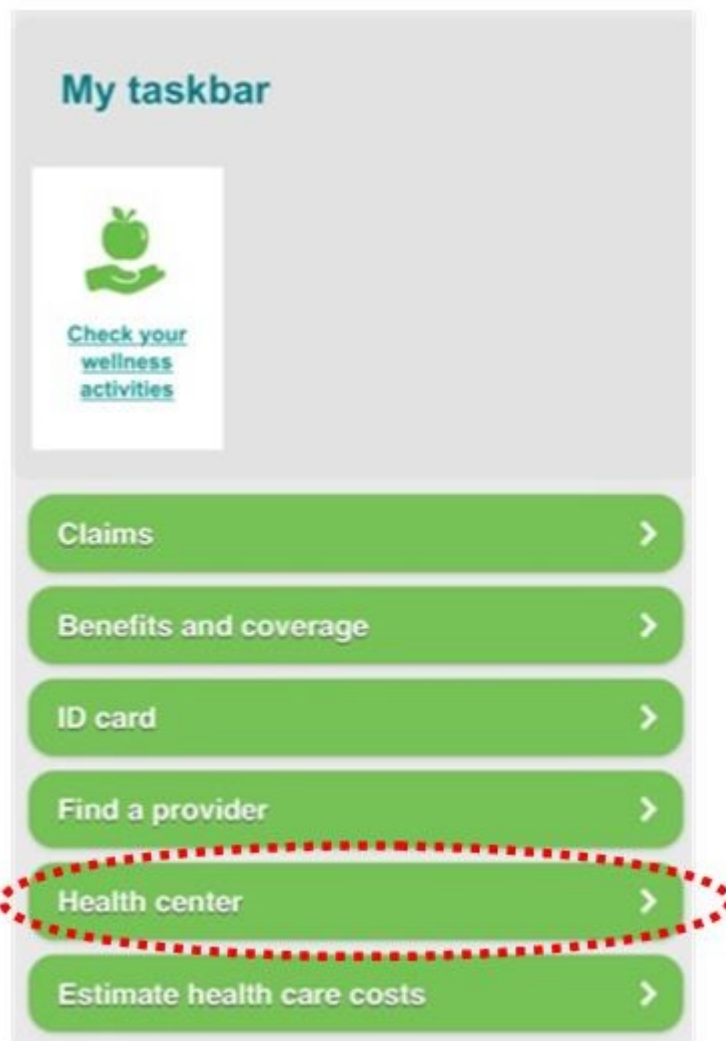 My taskbar
Check your
wellness
activities
Claims
Benefits and coverage
ID card
Find a provider
Health center
Estimate health care costs